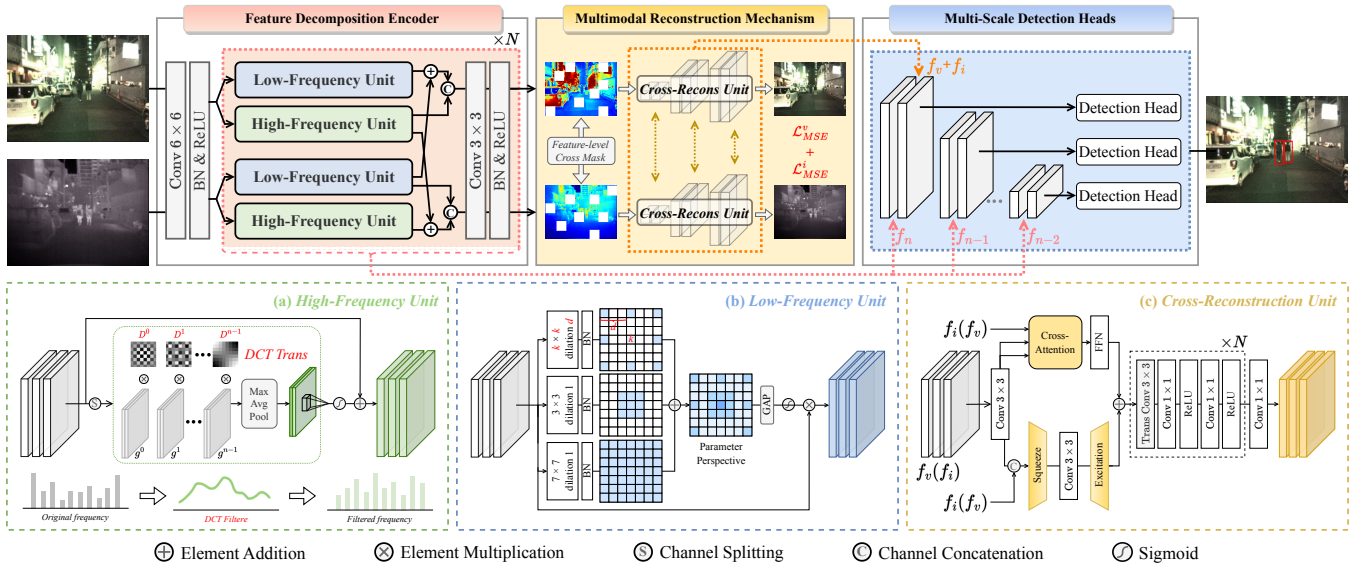 Feature Decomposition Encoder
Multimodal Reconstruction Mechanism
Multi-Scale Detection Heads
×N
Conv 6 × 6
BN & ReLU
Low-Frequency Unit
High-Frequency Unit
Low-Frequency Unit
High-Frequency Unit
C
C
Conv 3 × 3
BN & ReLU
Feature-level
Cross Mask
Cross-Recons Unit
Cross-Recons Unit
ℒ^v_MSE
+
ℒ^i_MSE
f_v + f_i
Detection Head
Detection Head
Detection Head
...
f_n
f_{n-1}
f_{n-2}
(a) High-Frequency Unit
D^0
D^1
D^{n-1}
DCT Trans
S
g^0
g^1
g^{n-1}
Max
Avg
Pool
Original frequency
DCT Filtere
Filtered frequency
(b) Low-Frequency Unit
k × k
dilation d
BN
d
k
3 × 3
dilation 1
BN
7 × 7
dilation 1
BN
Parameter
Perspective
GAP
(c) Cross-Reconstruction Unit
f_i(f_v)
Cross-
Attention
FFN
Conv 3 × 3
f_v(f_i)
f_i(f_v)
C
Squeeze
Conv 3 × 3
Excitation
×N
Trans Conv 3 × 3
Conv 1 × 1
ReLU
Conv 1 × 1
ReLU
Conv 1 × 1
Element Addition
Element Multiplication
S Channel Splitting
C Channel Concatenation
Sigmoid